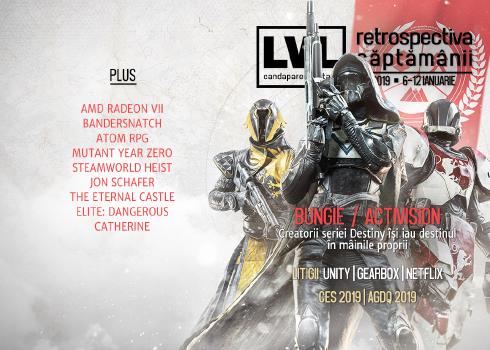 PLUS
AMD RADEON VII
BANDERSNATCH
ATOM RPG
MUTANT YEAR ZERO
STEAMWORLD HEIST
JON SCHAFER
THE ETERNAL CASTLE
ELITE: DANGEROUS
CATHERINE
LVL
retrospectiva
săptămânii
6-12 IANUARIE
BUNGIE / ACTIVISION
Creatorii seriei Destiny își iau destinul
în mâinile proprii
LITIGII UNITY | GEARBOX | NETFLIX
CES 2019 | AGDQ 2019